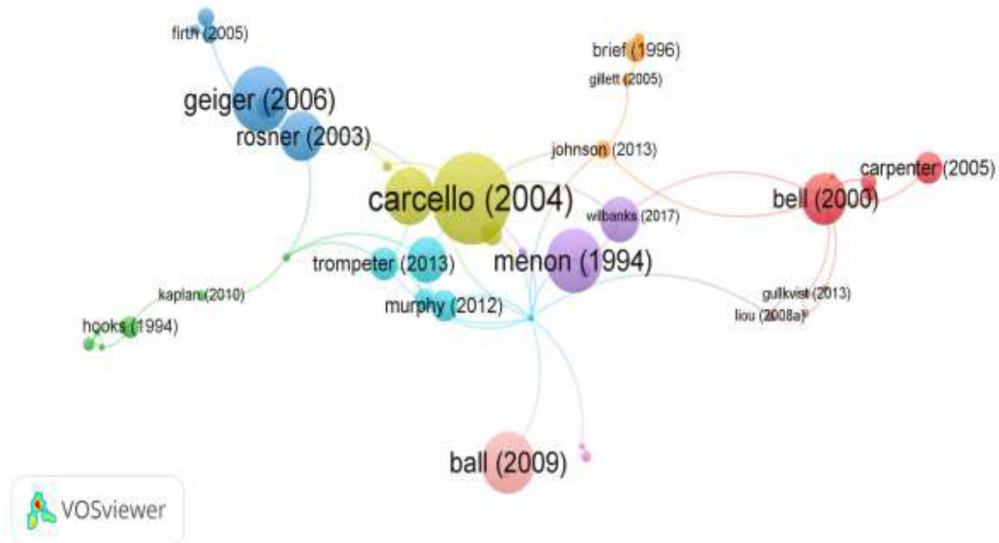 firth (2005)
brief (1996)
gillett (2005)
geiger (2006)
rosner (2003)
johnson (2013)
carpenter (2005)
carcello (2004)
bell (2000)
wilbanks (2017)
trompeter (2013)
menon (1994)
kaplan (2010)
gullkvist (2013)
murphy (2012)
liou (2008a)
hooks (1994)
ball (2009)
VOSviewer